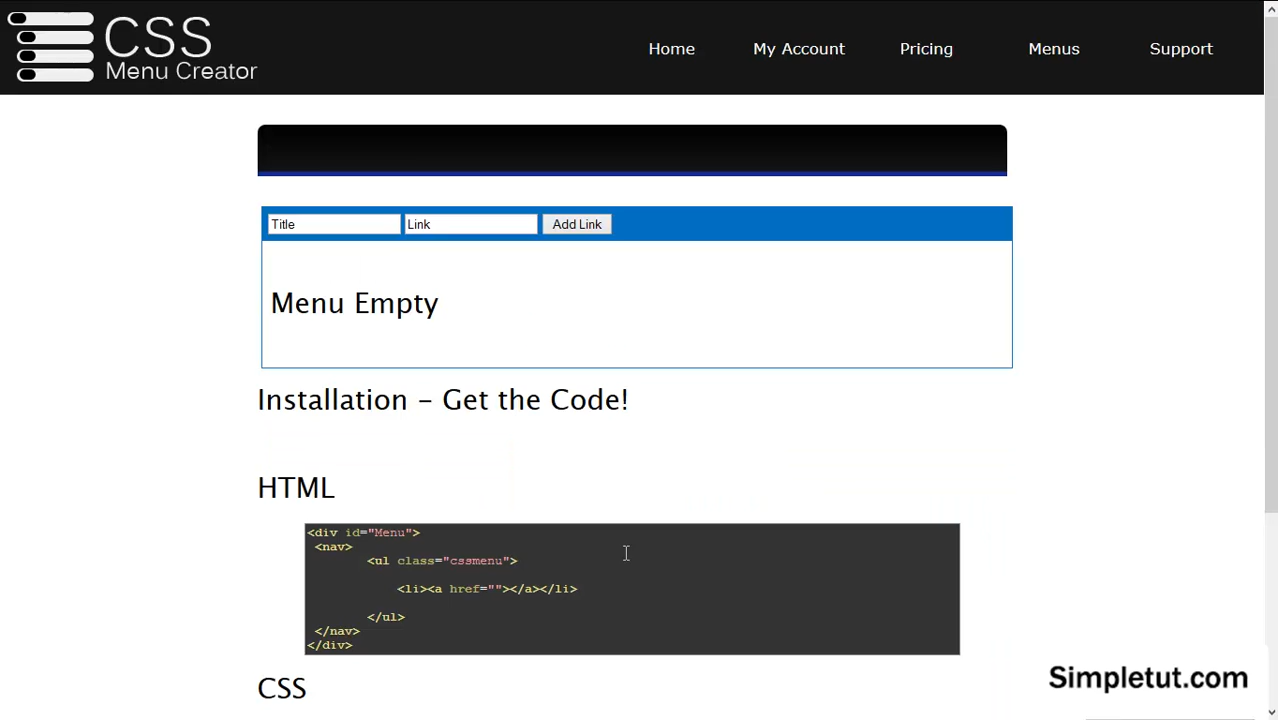 CSS
Menu Creator
Home My Account Pricing Menus Support
Title Link Add Link
Menu Empty
Installation - Get the Code!
HTML
<div id="Menu">
<nav>
<ul class="cssmenu">
<li><a href=""></a></li>
</ul>
</nav>
</div>
CSS
Simpletut.com